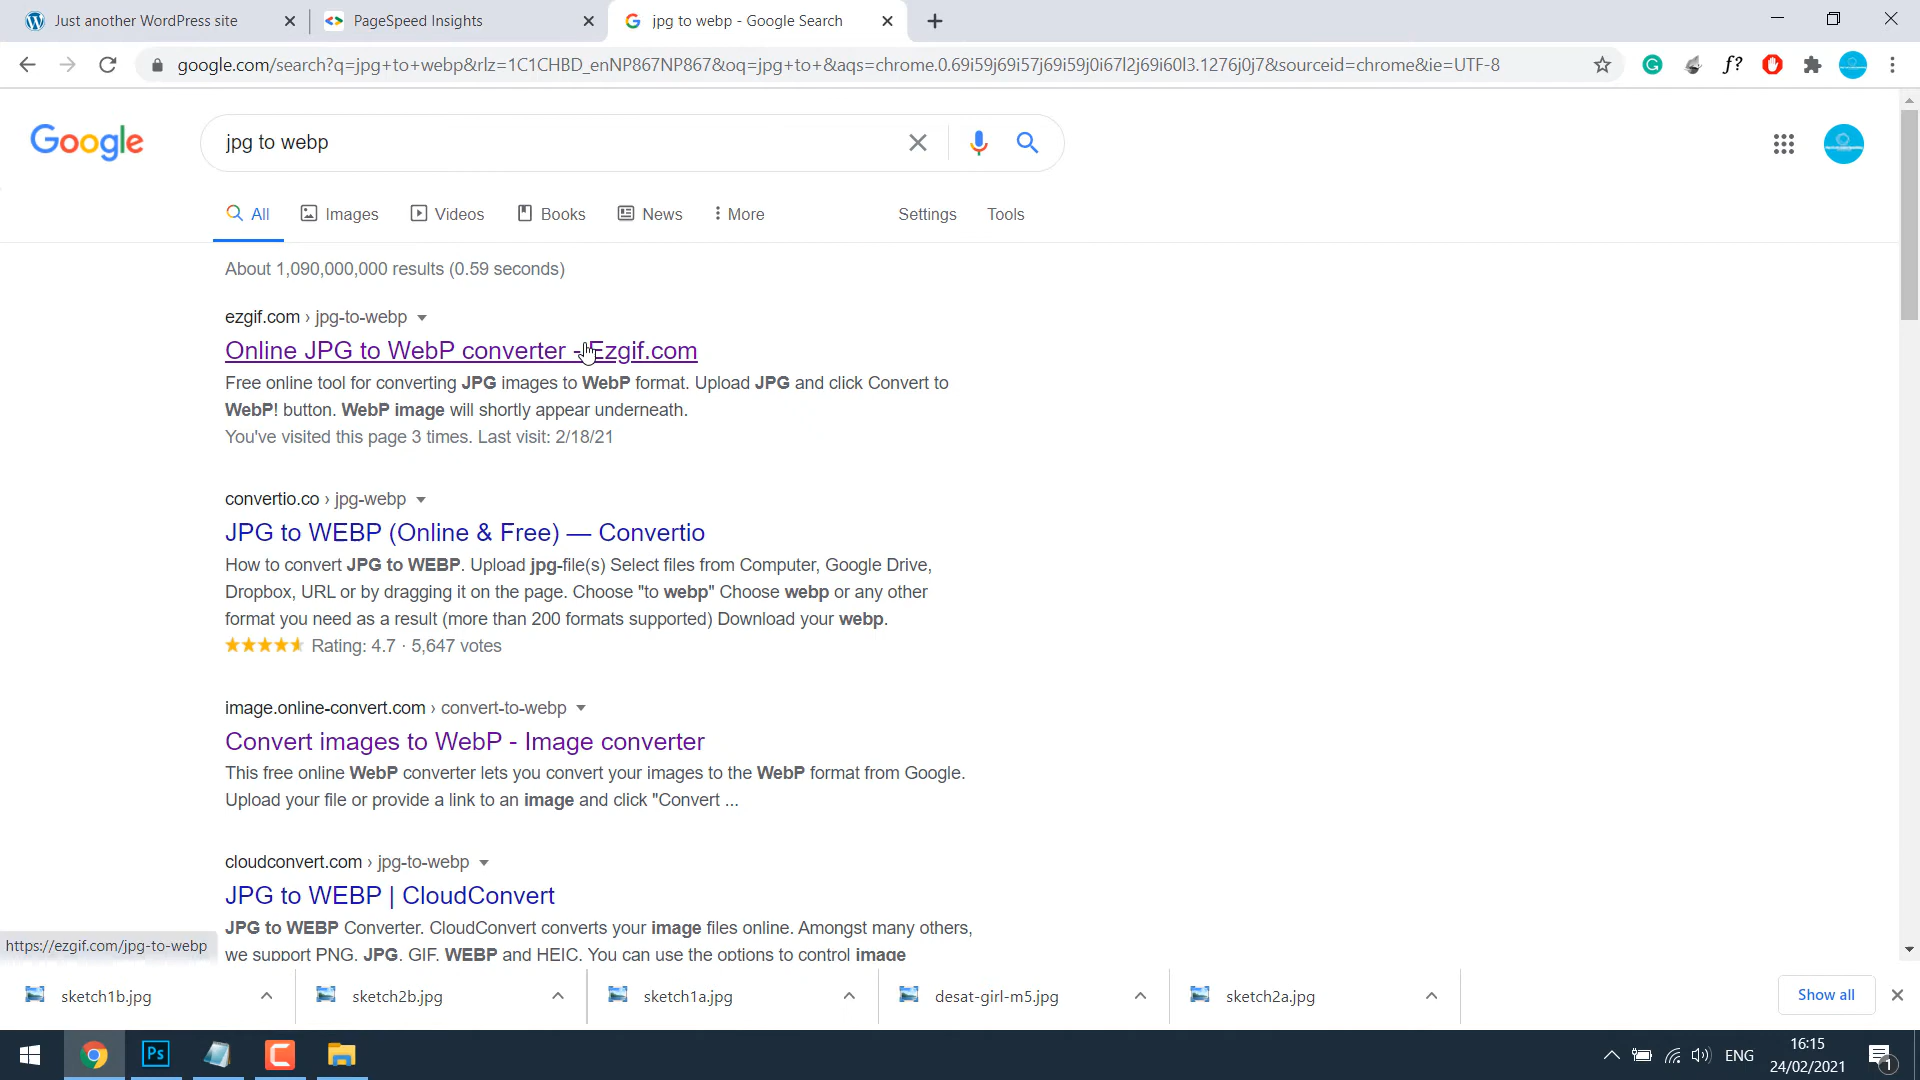 Just another WordPress site
PageSpeed Insights
jpg to webp - Google Search
google.com/search?q=jpg+to+webp&rlz=1C1CHBD_enNP867NP867&oq=jpg+to+&aqs=chrome.0.69i59j69i57j69i59j0i67l2j69i60l3.1276j0j7&sourceid=chrome&ie=UTF-8
f?
Google
jpg to webp
All
Images
Videos
Books
News
More
Settings
Tools
About 1,090,000,000 results (0.59 seconds)
ezgif.com › jpg-to-webp
Online JPG to WebP converter - Ezgif.com
Free online tool for converting JPG images to WebP format. Upload JPG and click Convert to
WebP! button. WebP image will shortly appear underneath.
You've visited this page 3 times. Last visit: 2/18/21
convertio.co › jpg-webp
JPG to WEBP (Online & Free) — Convertio
How to convert JPG to WEBP. Upload jpg-file(s) Select files from Computer, Google Drive,
Dropbox, URL or by dragging it on the page. Choose "to webp" Choose webp or any other
format you need as a result (more than 200 formats supported) Download your webp.
Rating: 4.7 · 5,647 votes
image.online-convert.com › convert-to-webp
Convert images to WebP - Image converter
This free online WebP converter lets you convert your images to the WebP format from Google.
Upload your file or provide a link to an image and click "Convert ...
cloudconvert.com › jpg-to-webp
JPG to WEBP | CloudConvert
JPG to WEBP Converter. CloudConvert converts your image files online. Amongst many others,
we support PNG, JPG, GIF, WEBP and HEIC. You can use the options to control image
https://ezgif.com/jpg-to-webp
sketch1b.jpg
sketch2b.jpg
sketch1a.jpg
desat-girl-m5.jpg
sketch2a.jpg
Show all
Ps
ENG
16:15
24/02/2021
1